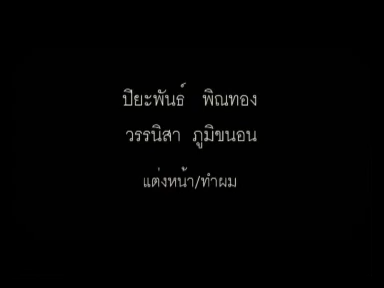 ปิยะพันธ์ พิณทอง
วรรนิสา ภูมิขนอน
แต่งหน้า/ทำผม